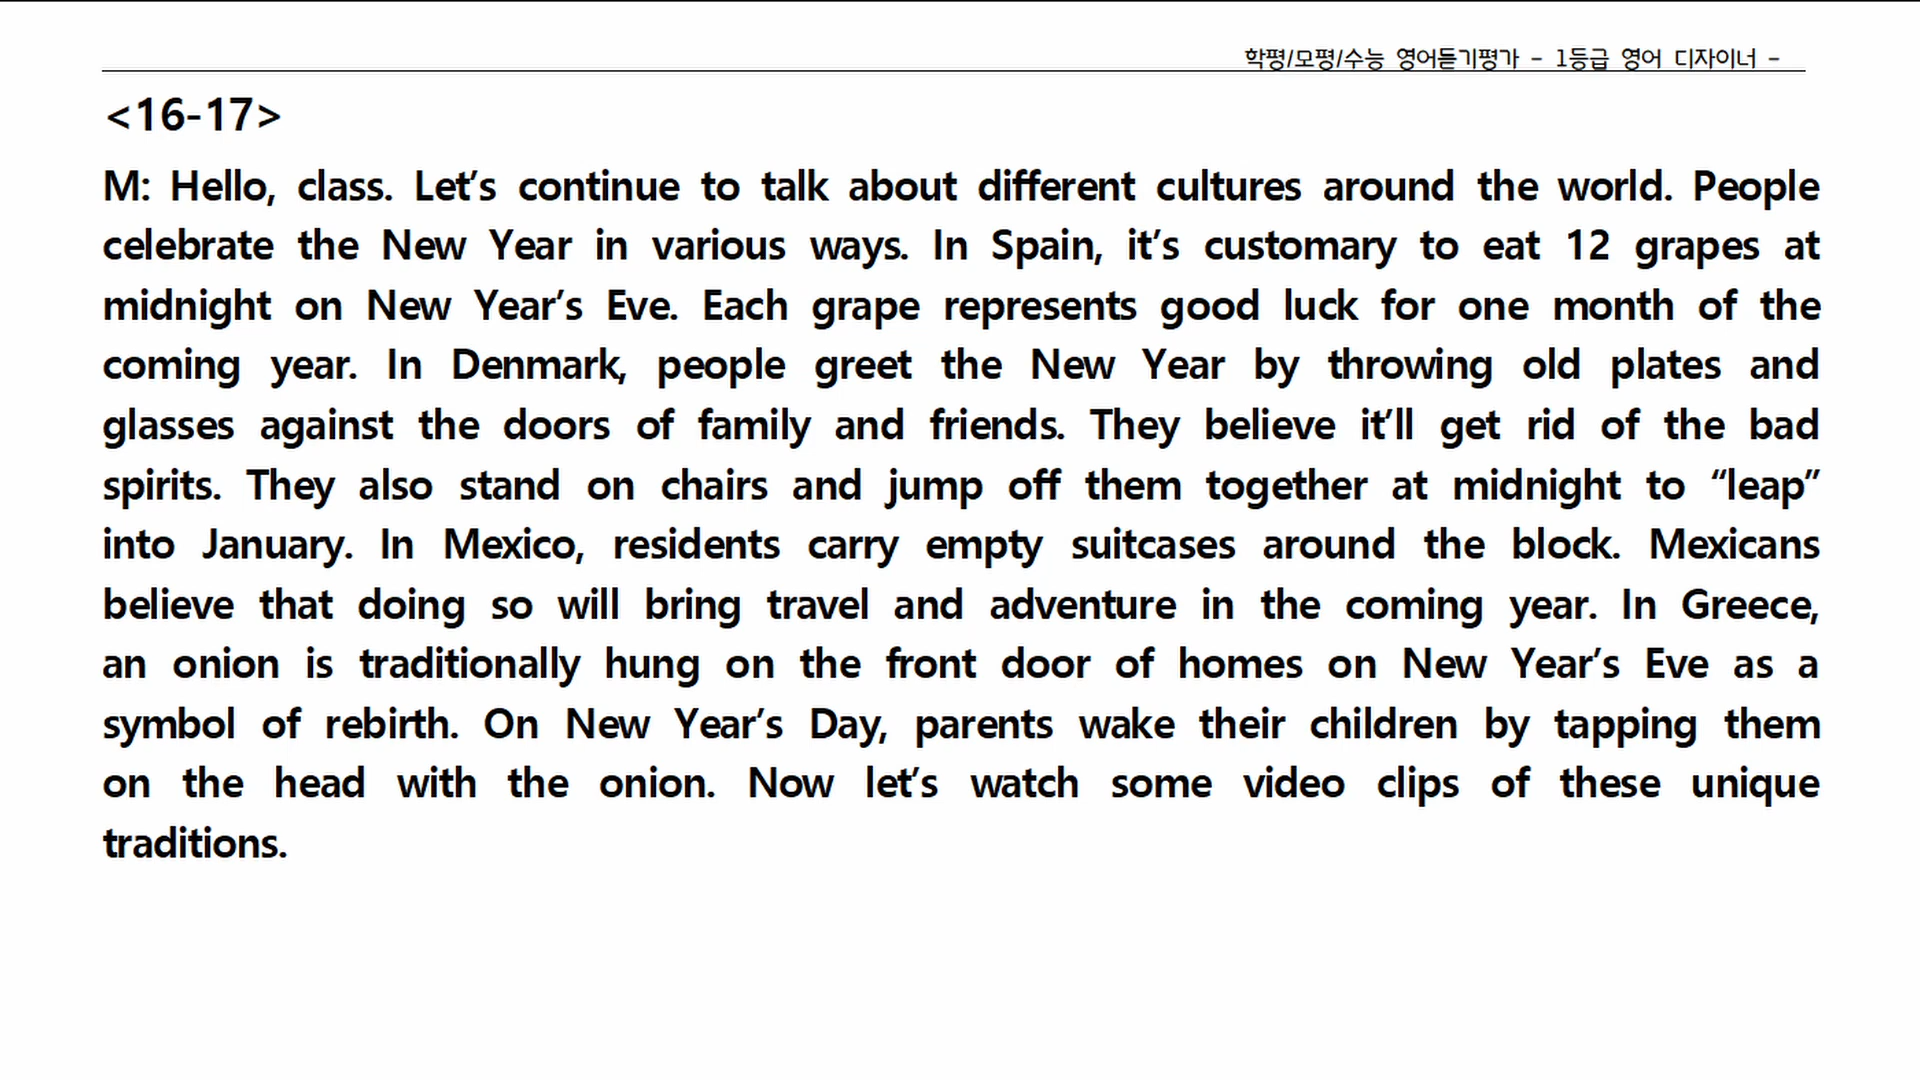 학평/모평/수능 영어듣기평가 - 1등급 영어 디자이너 -
<16-17>
M: Hello, class. Let’s continue to talk about different cultures around the world. People
celebrate the New Year in various ways. In Spain, it’s customary to eat 12 grapes at
midnight on New Year’s Eve. Each grape represents good luck for one month of the
coming year. In Denmark, people greet the New Year by throwing old plates and
glasses against the doors of family and friends. They believe it’ll get rid of the bad
spirits. They also stand on chairs and jump off them together at midnight to “leap”
into January. In Mexico, residents carry empty suitcases around the block. Mexicans
believe that doing so will bring travel and adventure in the coming year. In Greece,
an onion is traditionally hung on the front door of homes on New Year’s Eve as a
symbol of rebirth. On New Year’s Day, parents wake their children by tapping them
on the head with the onion. Now let’s watch some video clips of these unique
traditions.